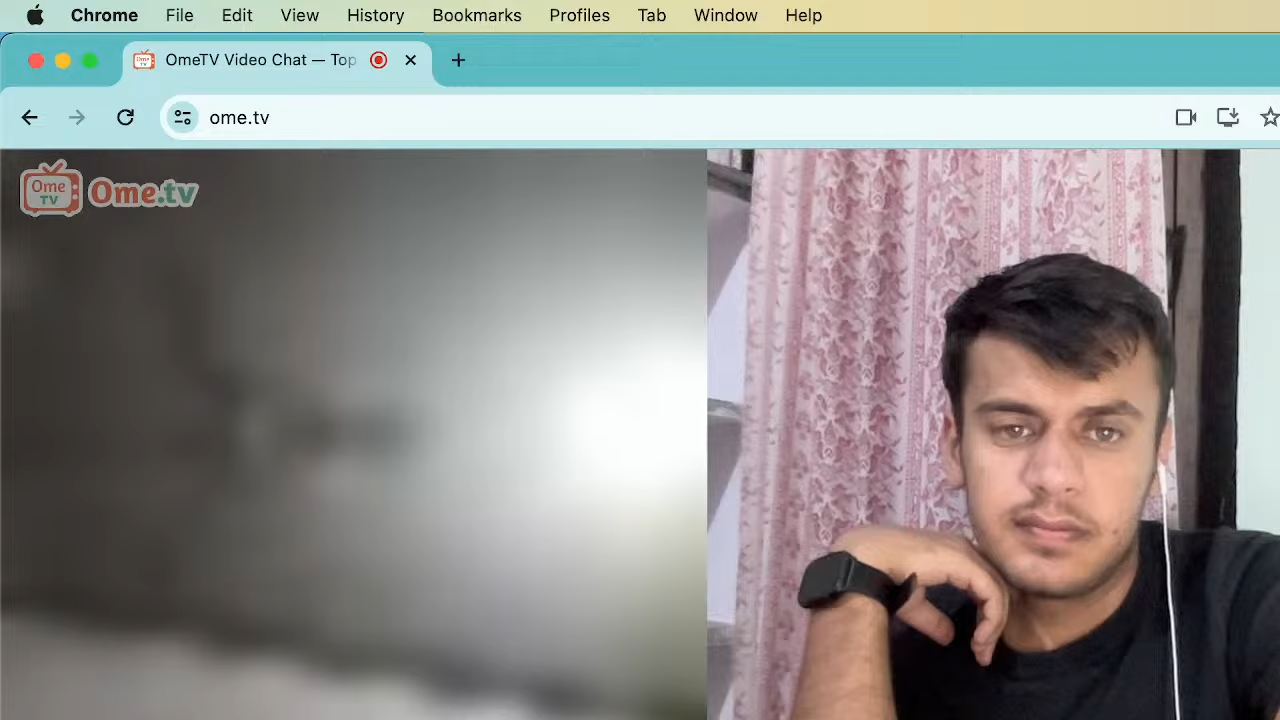 Chrome File Edit View History Bookmarks Profiles Tab Window Help
OmeTV Video Chat — Top
ome.tv
Ome TV Ome.tv